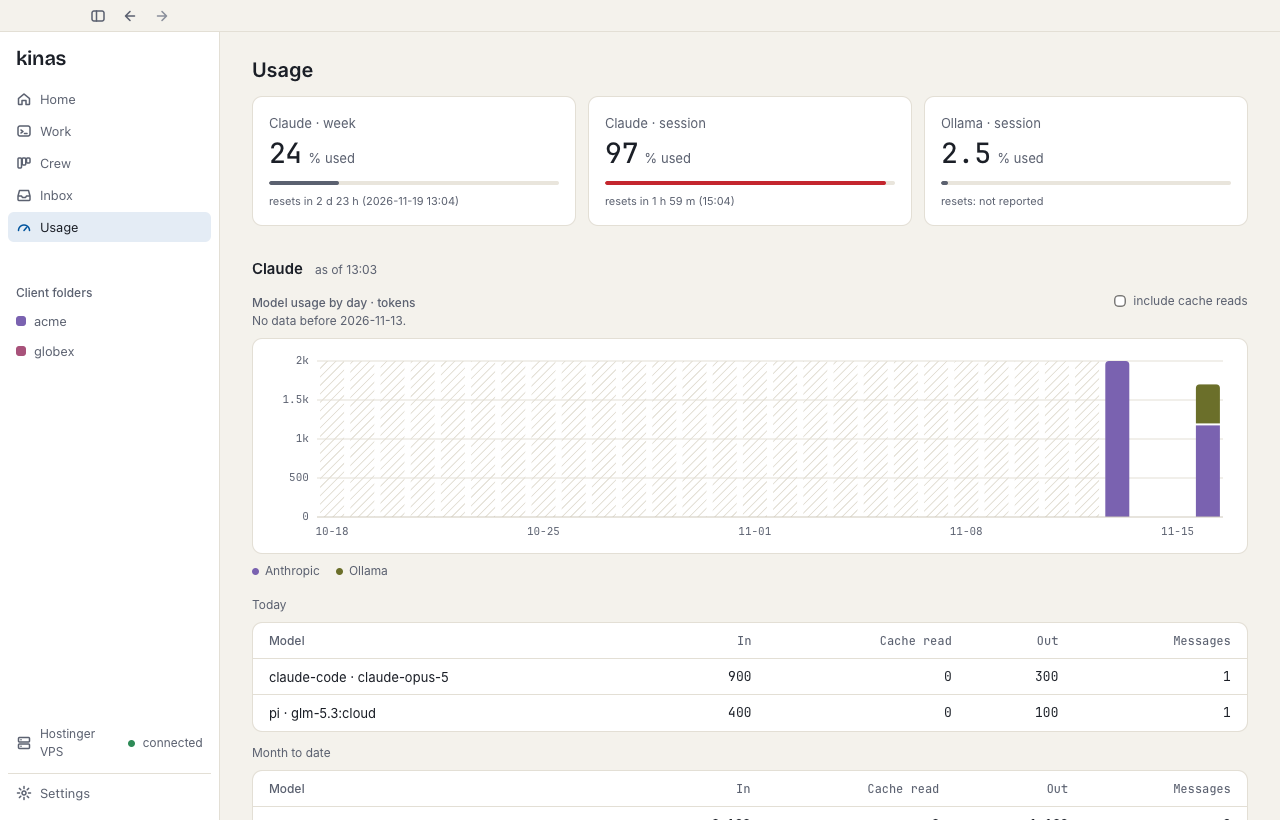 kinas
Home
Work
Crew
Inbox
Usage
Client folders
acme
globex
Hostinger VPS
connected
Settings
Usage
Claude · week
24 % used
resets in 2 d 23 h (2026-11-19 13:04)
Claude · session
97 % used
resets in 1 h 59 m (15:04)
Ollama · session
2.5 % used
resets: not reported
Claude as of 13:03
Model usage by day · tokens
include cache reads
No data before 2026-11-13.
2k
1.5k
1k
500
0
10-18 10-25 11-01 11-08 11-15
Anthropic Ollama
Today
Model In Cache read Out Messages
claude-code · claude-opus-5 900 0 300 1
pi · glm-5.3:cloud 400 0 100 1
Month to date
Model In Cache read Out Messages